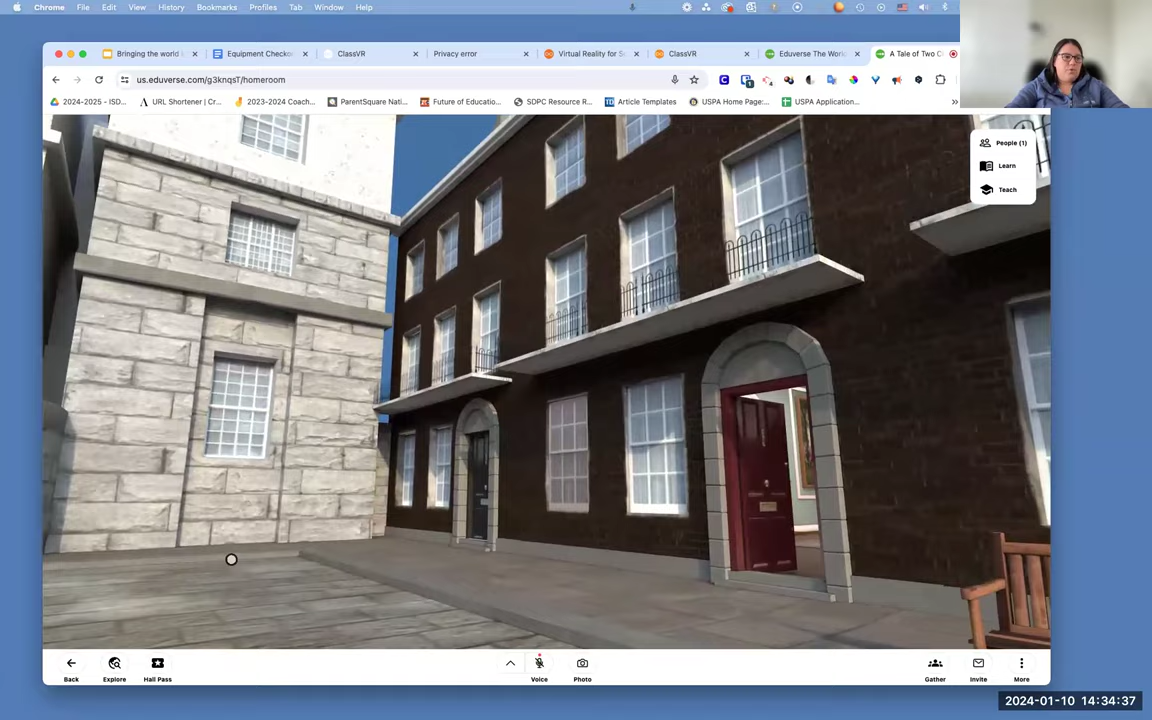 Chrome File Edit View History Bookmarks Profiles Tab Window Help
Bringing the world
Equipment Checko
ClassVR
Privacy error
Virtual Reality for S
ClassVR
Eduverse The World
A Tale of Two C
us.eduverse.com/g3knqsT/homeroom
2024-2025 - ISD...
URL Shortener | Cr...
2023-2024 Coach...
ParentSquare Nati...
Future of Educatio...
SDPC Resource R...
Article Templates
USPA Home Page:...
USPA Application...
People (1)
Learn
Teach
Back
Explore
Hall Pass
Voice
Photo
Gather
Invite
More
2024-01-10 14:34:37